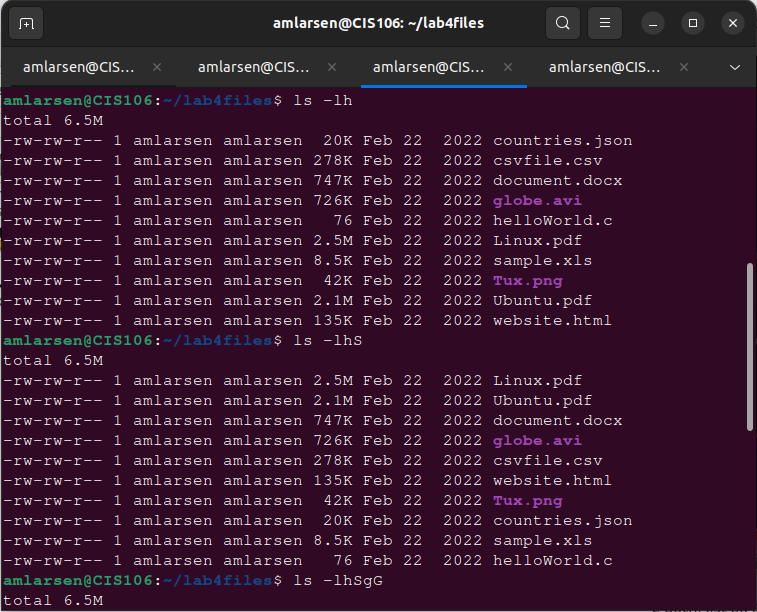 amlarsen@CIS106: ~/lab4files
amlarsen@CIS... × amlarsen@CIS... × amlarsen@CIS... × amlarsen@CIS... ×
amlarsen@CIS106:~/lab4files$ ls -lh
total 6.5M
-rw-rw-r-- 1 amlarsen amlarsen  20K Feb 22  2022 countries.json
-rw-rw-r-- 1 amlarsen amlarsen 278K Feb 22  2022 csvfile.csv
-rw-rw-r-- 1 amlarsen amlarsen 747K Feb 22  2022 document.docx
-rw-rw-r-- 1 amlarsen amlarsen 726K Feb 22  2022 globe.avi
-rw-rw-r-- 1 amlarsen amlarsen   76 Feb 22  2022 helloWorld.c
-rw-rw-r-- 1 amlarsen amlarsen 2.5M Feb 22  2022 Linux.pdf
-rw-rw-r-- 1 amlarsen amlarsen 8.5K Feb 22  2022 sample.xls
-rw-rw-r-- 1 amlarsen amlarsen  42K Feb 22  2022 Tux.png
-rw-rw-r-- 1 amlarsen amlarsen 2.1M Feb 22  2022 Ubuntu.pdf
-rw-rw-r-- 1 amlarsen amlarsen 135K Feb 22  2022 website.html
amlarsen@CIS106:~/lab4files$ ls -lhS
total 6.5M
-rw-rw-r-- 1 amlarsen amlarsen 2.5M Feb 22  2022 Linux.pdf
-rw-rw-r-- 1 amlarsen amlarsen 2.1M Feb 22  2022 Ubuntu.pdf
-rw-rw-r-- 1 amlarsen amlarsen 747K Feb 22  2022 document.docx
-rw-rw-r-- 1 amlarsen amlarsen 726K Feb 22  2022 globe.avi
-rw-rw-r-- 1 amlarsen amlarsen 278K Feb 22  2022 csvfile.csv
-rw-rw-r-- 1 amlarsen amlarsen 135K Feb 22  2022 website.html
-rw-rw-r-- 1 amlarsen amlarsen  42K Feb 22  2022 Tux.png
-rw-rw-r-- 1 amlarsen amlarsen  20K Feb 22  2022 countries.json
-rw-rw-r-- 1 amlarsen amlarsen 8.5K Feb 22  2022 sample.xls
-rw-rw-r-- 1 amlarsen amlarsen   76 Feb 22  2022 helloWorld.c
amlarsen@CIS106:~/lab4files$ ls -lhSgG
total 6.5M